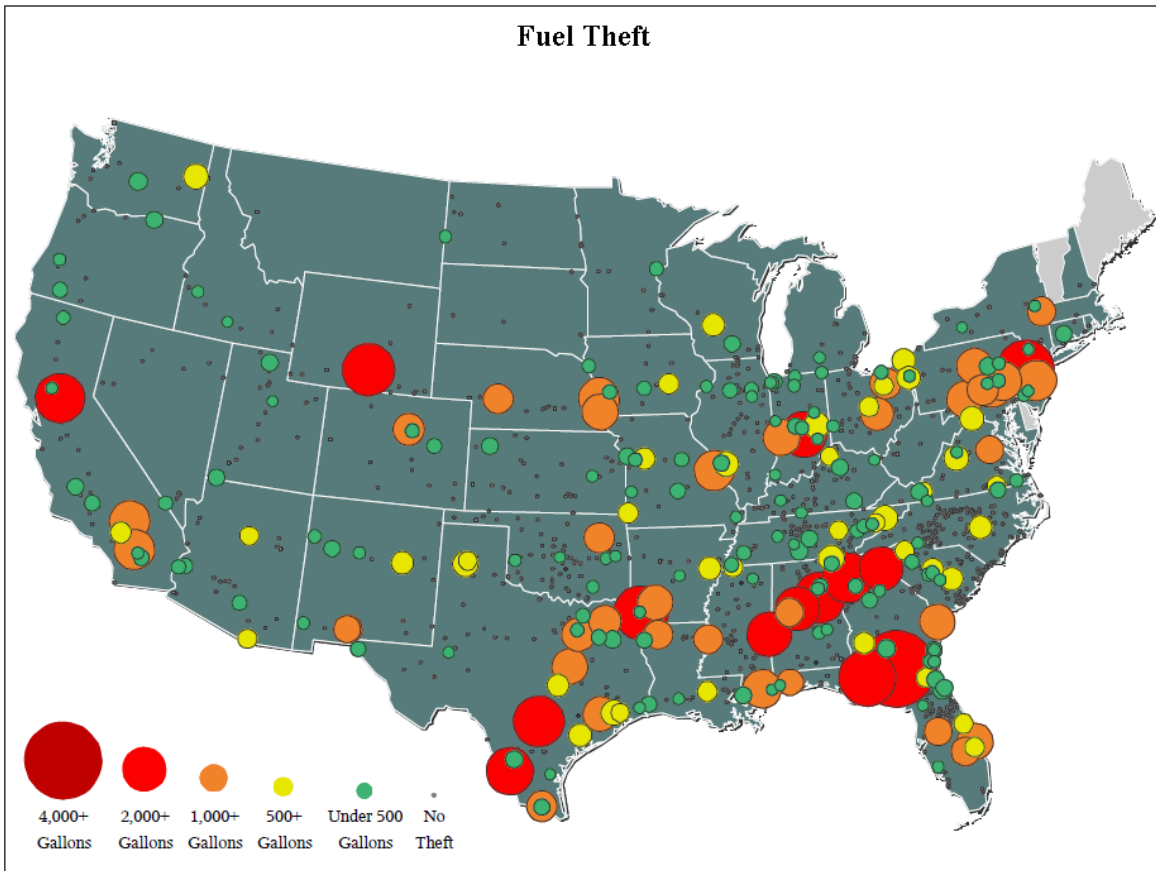 Fuel Theft
4,000+ 2,000+ 1,000+ 500+ Under 500 No
Gallons Gallons Gallons Gallons Gallons Theft